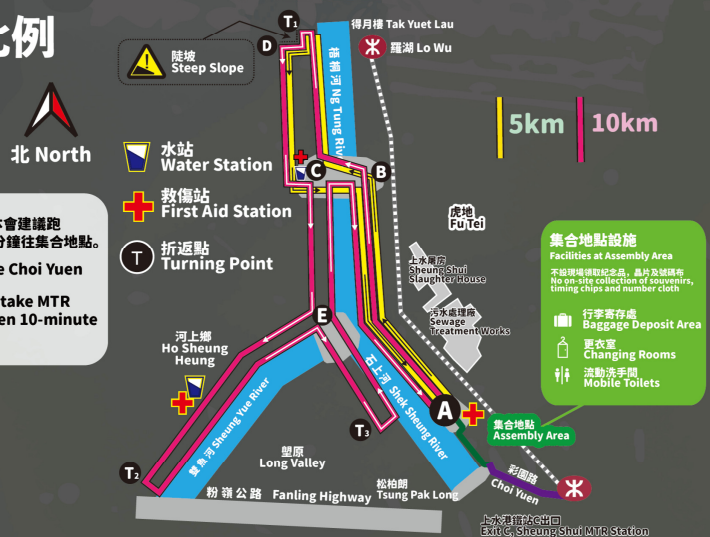 比例
北 North
會建議跑
分鐘往集合地點。
e Choi Yuen
take MTR
en 10-minute
陡坡
Steep Slope
水站
Water Station
救傷站
First Aid Station
T 折返點
Turning Point
T1
D
得月樓 Tak Yuet Lau
羅湖 Lo Wu
梧桐河 Ng Tung Riv
C
B
5km
10km
虎地
Fu Tei
上水屠房
Sheung Shui
Slaughter House
污水處理廠
Sewage
Treatment Works
集合地點設施
Facilities at Assembly Area
不設現場領取紀念品，晶片及號碼布
No on-site collection of souvenirs,
timing chips and number cloth
行李寄存處
Baggage Deposit Area
更衣室
Changing Rooms
流動洗手間
Mobile Toilets
E
河上鄉
Ho Sheung
Heung
石上河 Shek Sheung River
雙魚河 Sheung Yue River
A
集合地點
Assembly Area
T3
塱原
Long Valley
T2
粉嶺公路 Fanling Highway
松柏朗
Tsung Pak Long
彩園路
Choi Yuen
上水港鐵站C出口
Exit C, Sheung Shui MTR Station